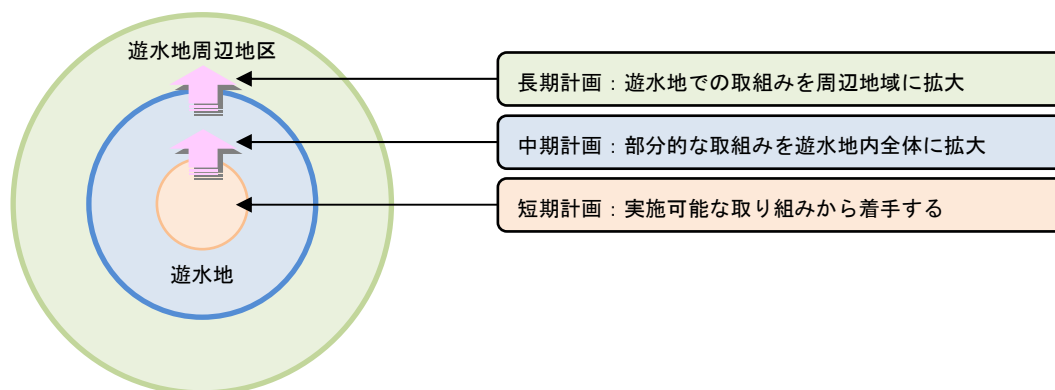 遊水地周辺地区
長期計画：遊水地での取組みを周辺地域に拡大
中期計画：部分的な取組みを遊水地内全体に拡大
短期計画：実施可能な取り組みから着手する
遊水地